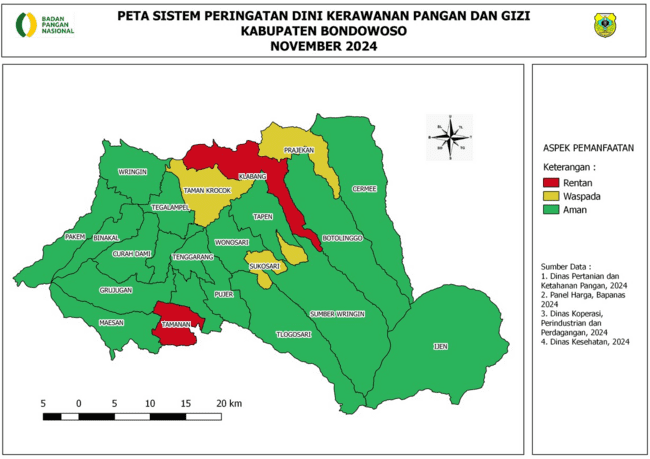 BADAN
PANGAN
NASIONAL
PETA SISTEM PERINGATAN DINI KERAWANAN PANGAN DAN GIZI
KABUPATEN BONDOWOSO
NOVEMBER 2024
PRAJEKAN
WRINGIN
KLABANG
TAMAN KROCOK
CERMEE
TEGALAMPEL
TAPEN
PAKEM
BINAKAL
BOTOLINGGO
WONOSARI
CURAH DAMI
TENGGARANG
SUKOSARI
GRUJUGAN
PUJER
SUMBER WRINGIN
MAESAN
TAMANAN
TLOGOSARI
IJEN
5 0 5 10 15 20 km
ASPEK PEMANFAATAN
Keterangan :
Rentan
Waspada
Aman
Sumber Data :
1. Dinas Pertanian dan
Ketahanan Pangan, 2024
2. Panel Harga, Bapanas
2024
3. Dinas Koperasi,
Perindustrian dan
Perdagangan, 2024
4. Dinas Kesehatan, 2024